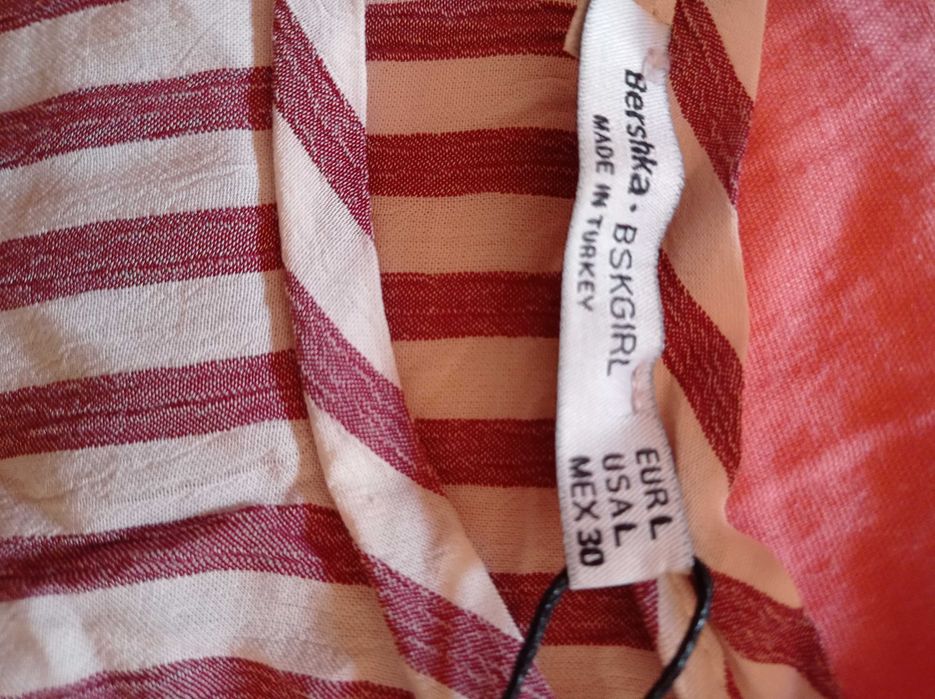 Bershka • BSKGIRL
MADE IN TURKEY
EUR L
USA L
MEX 30